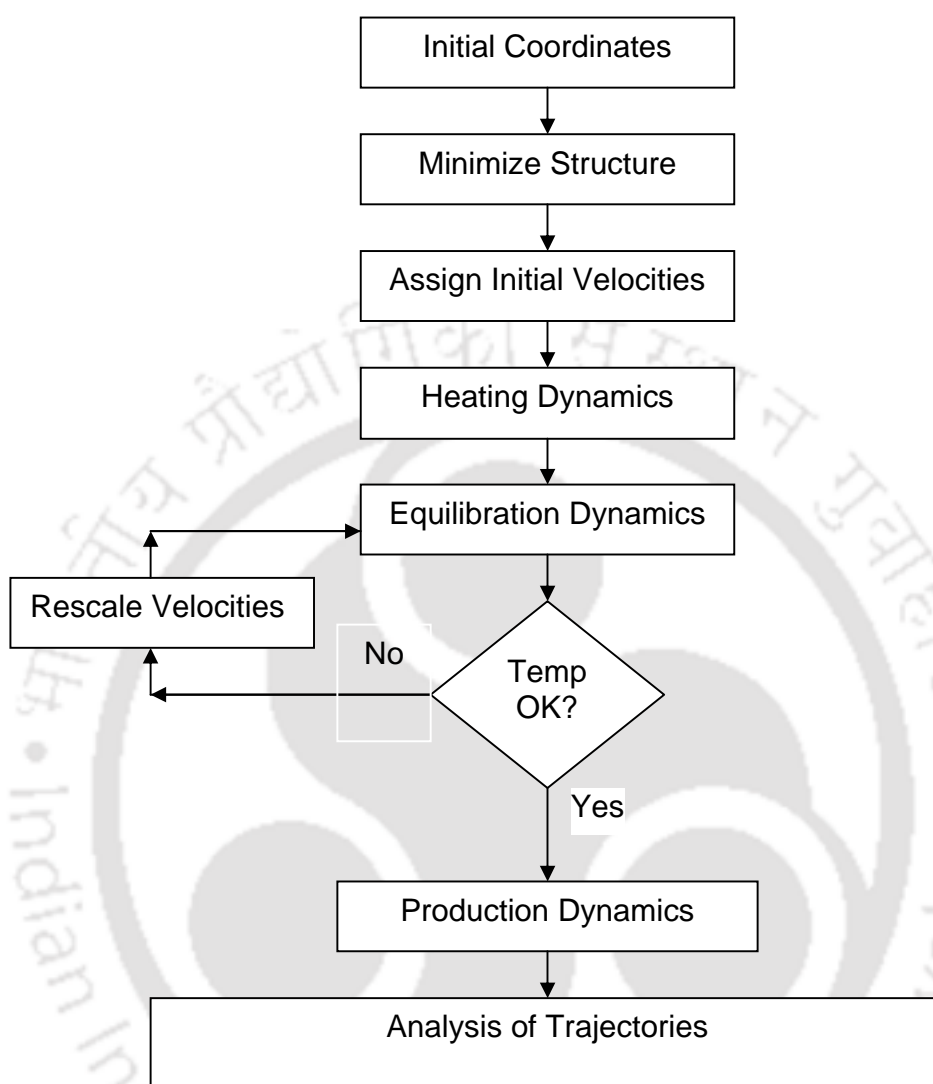 Initial Coordinates
Minimize Structure
Assign Initial Velocities
Heating Dynamics
Equilibration Dynamics
Rescale Velocities
No
Temp
OK?
Yes
Production Dynamics
Analysis of Trajectories
Indian